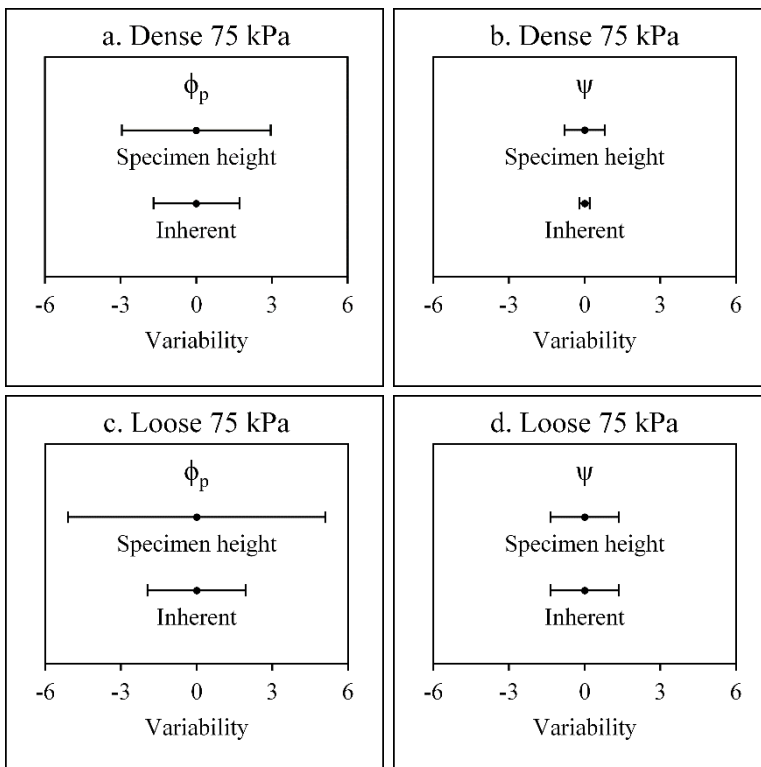 a. Dense 75 kPa
ϕp
Specimen height
Inherent
-6 -3 0 3 6
Variability
b. Dense 75 kPa
ψ
Specimen height
Inherent
-6 -3 0 3 6
Variability
c. Loose 75 kPa
ϕp
Specimen height
Inherent
-6 -3 0 3 6
Variability
d. Loose 75 kPa
ψ
Specimen height
Inherent
-6 -3 0 3 6
Variability